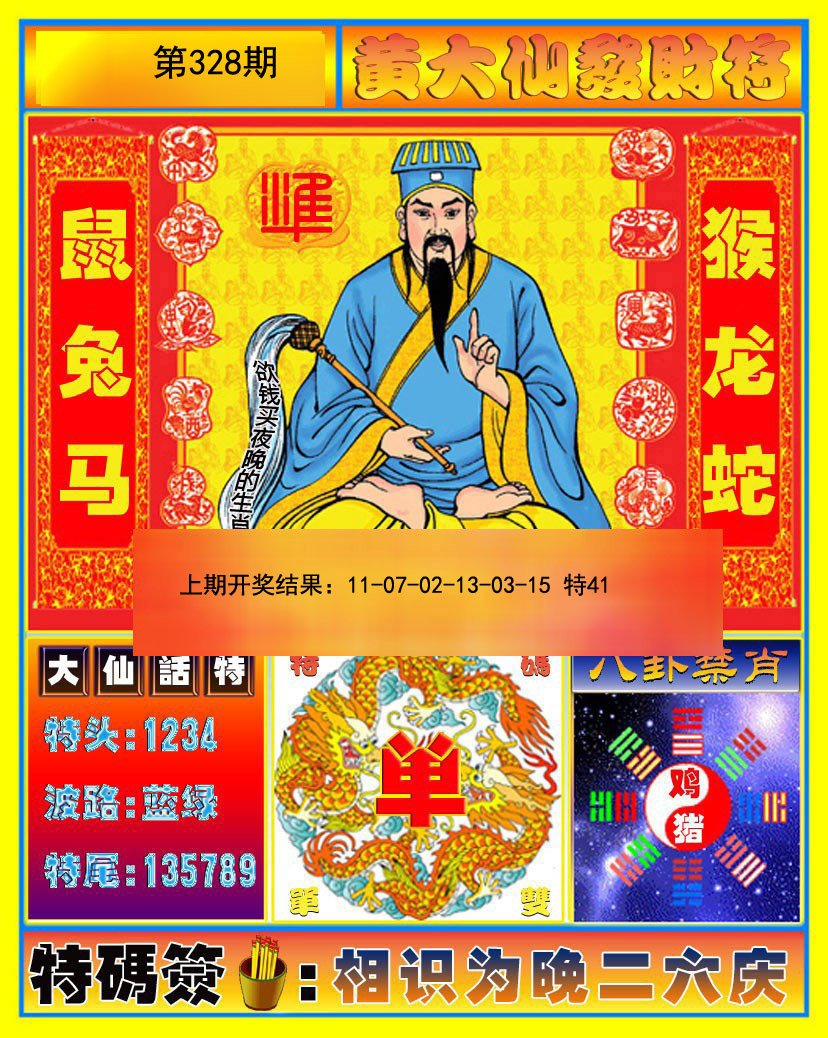 第328期
黄大仙發財符
鼠
兔
马
準
猴
龙
蛇
欲钱买夜晚的生肖
上期开奖结果：11-07-02-13-03-15 特41
大仙話特
特头:1234
波路:蓝绿
特尾:135789
特 碼
单
單 雙
八卦禁肖
鸡
猪
特碼簽:相识为晚二六庆